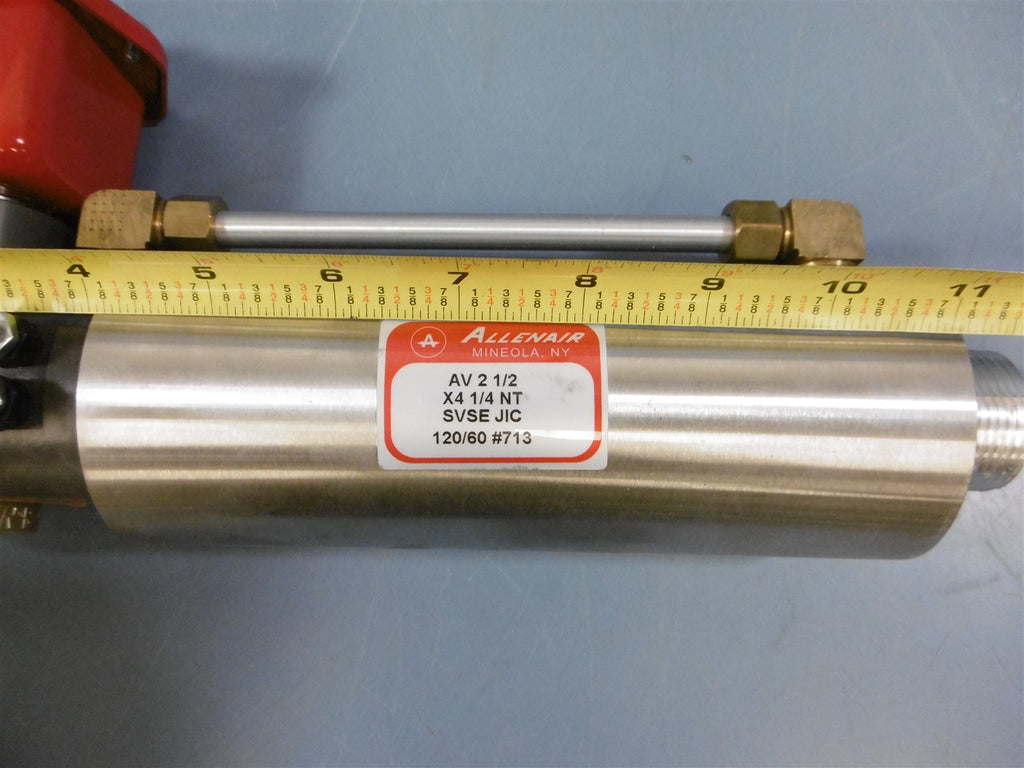 4 5 6 7 8 9 10 11
A ALLENAIR
MINEOLA, NY
AV 2 1/2
X4 1/4 NT
SVSE JIC
120/60 #713